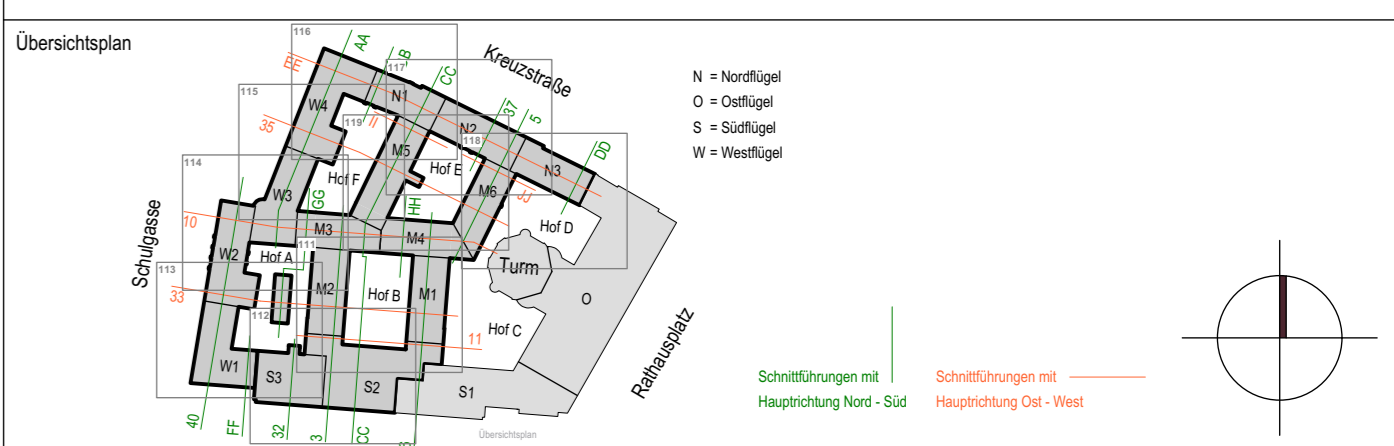 Übersichtsplan
116
AA
BB
117
CC
Kreuzstraße
EE
N1
115
W4
35
II
119
M5
N2
37
5
118
DD
Hof E
N3
114
W3
Hof F
GG
M6
JJ
HH
Hof D
10
M3
M4
Schulgasse
W2
Hof A
111
Turm
113
33
M2
Hof B
M1
O
112
Hof C
11
W1
S3
S2
S1
Rathausplatz
40
FF
32
3
CC
Übersichtsplan
N = Nordflügel
O = Ostflügel
S = Südflügel
W = Westflügel
Schnittführungen mit
Hauptrichtung Nord - Süd
Schnittführungen mit
Hauptrichtung Ost - West